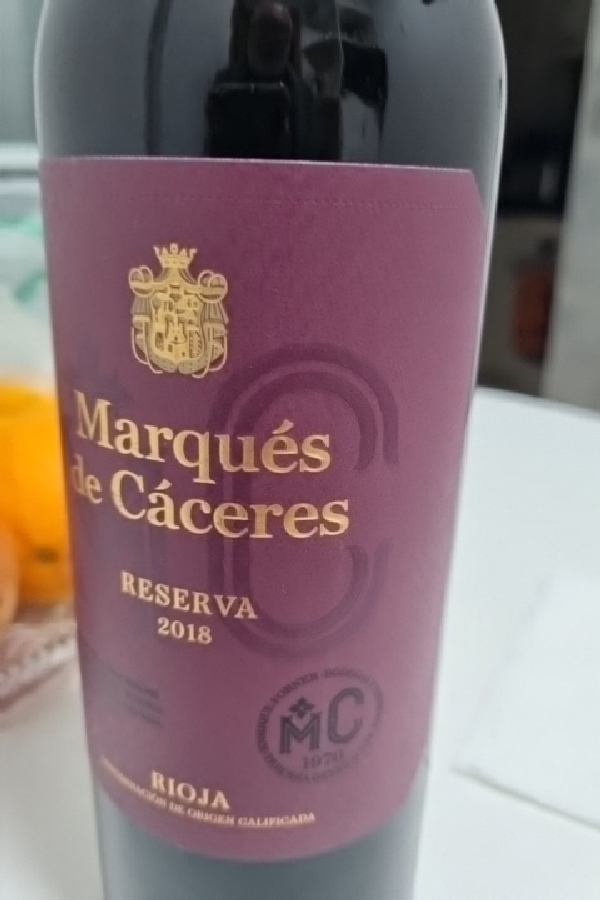 Marqués
de Cáceres
RESERVA
2018
MC
1970
RIOJA
DENOMINACIÓN DE ORIGEN CALIFICADA